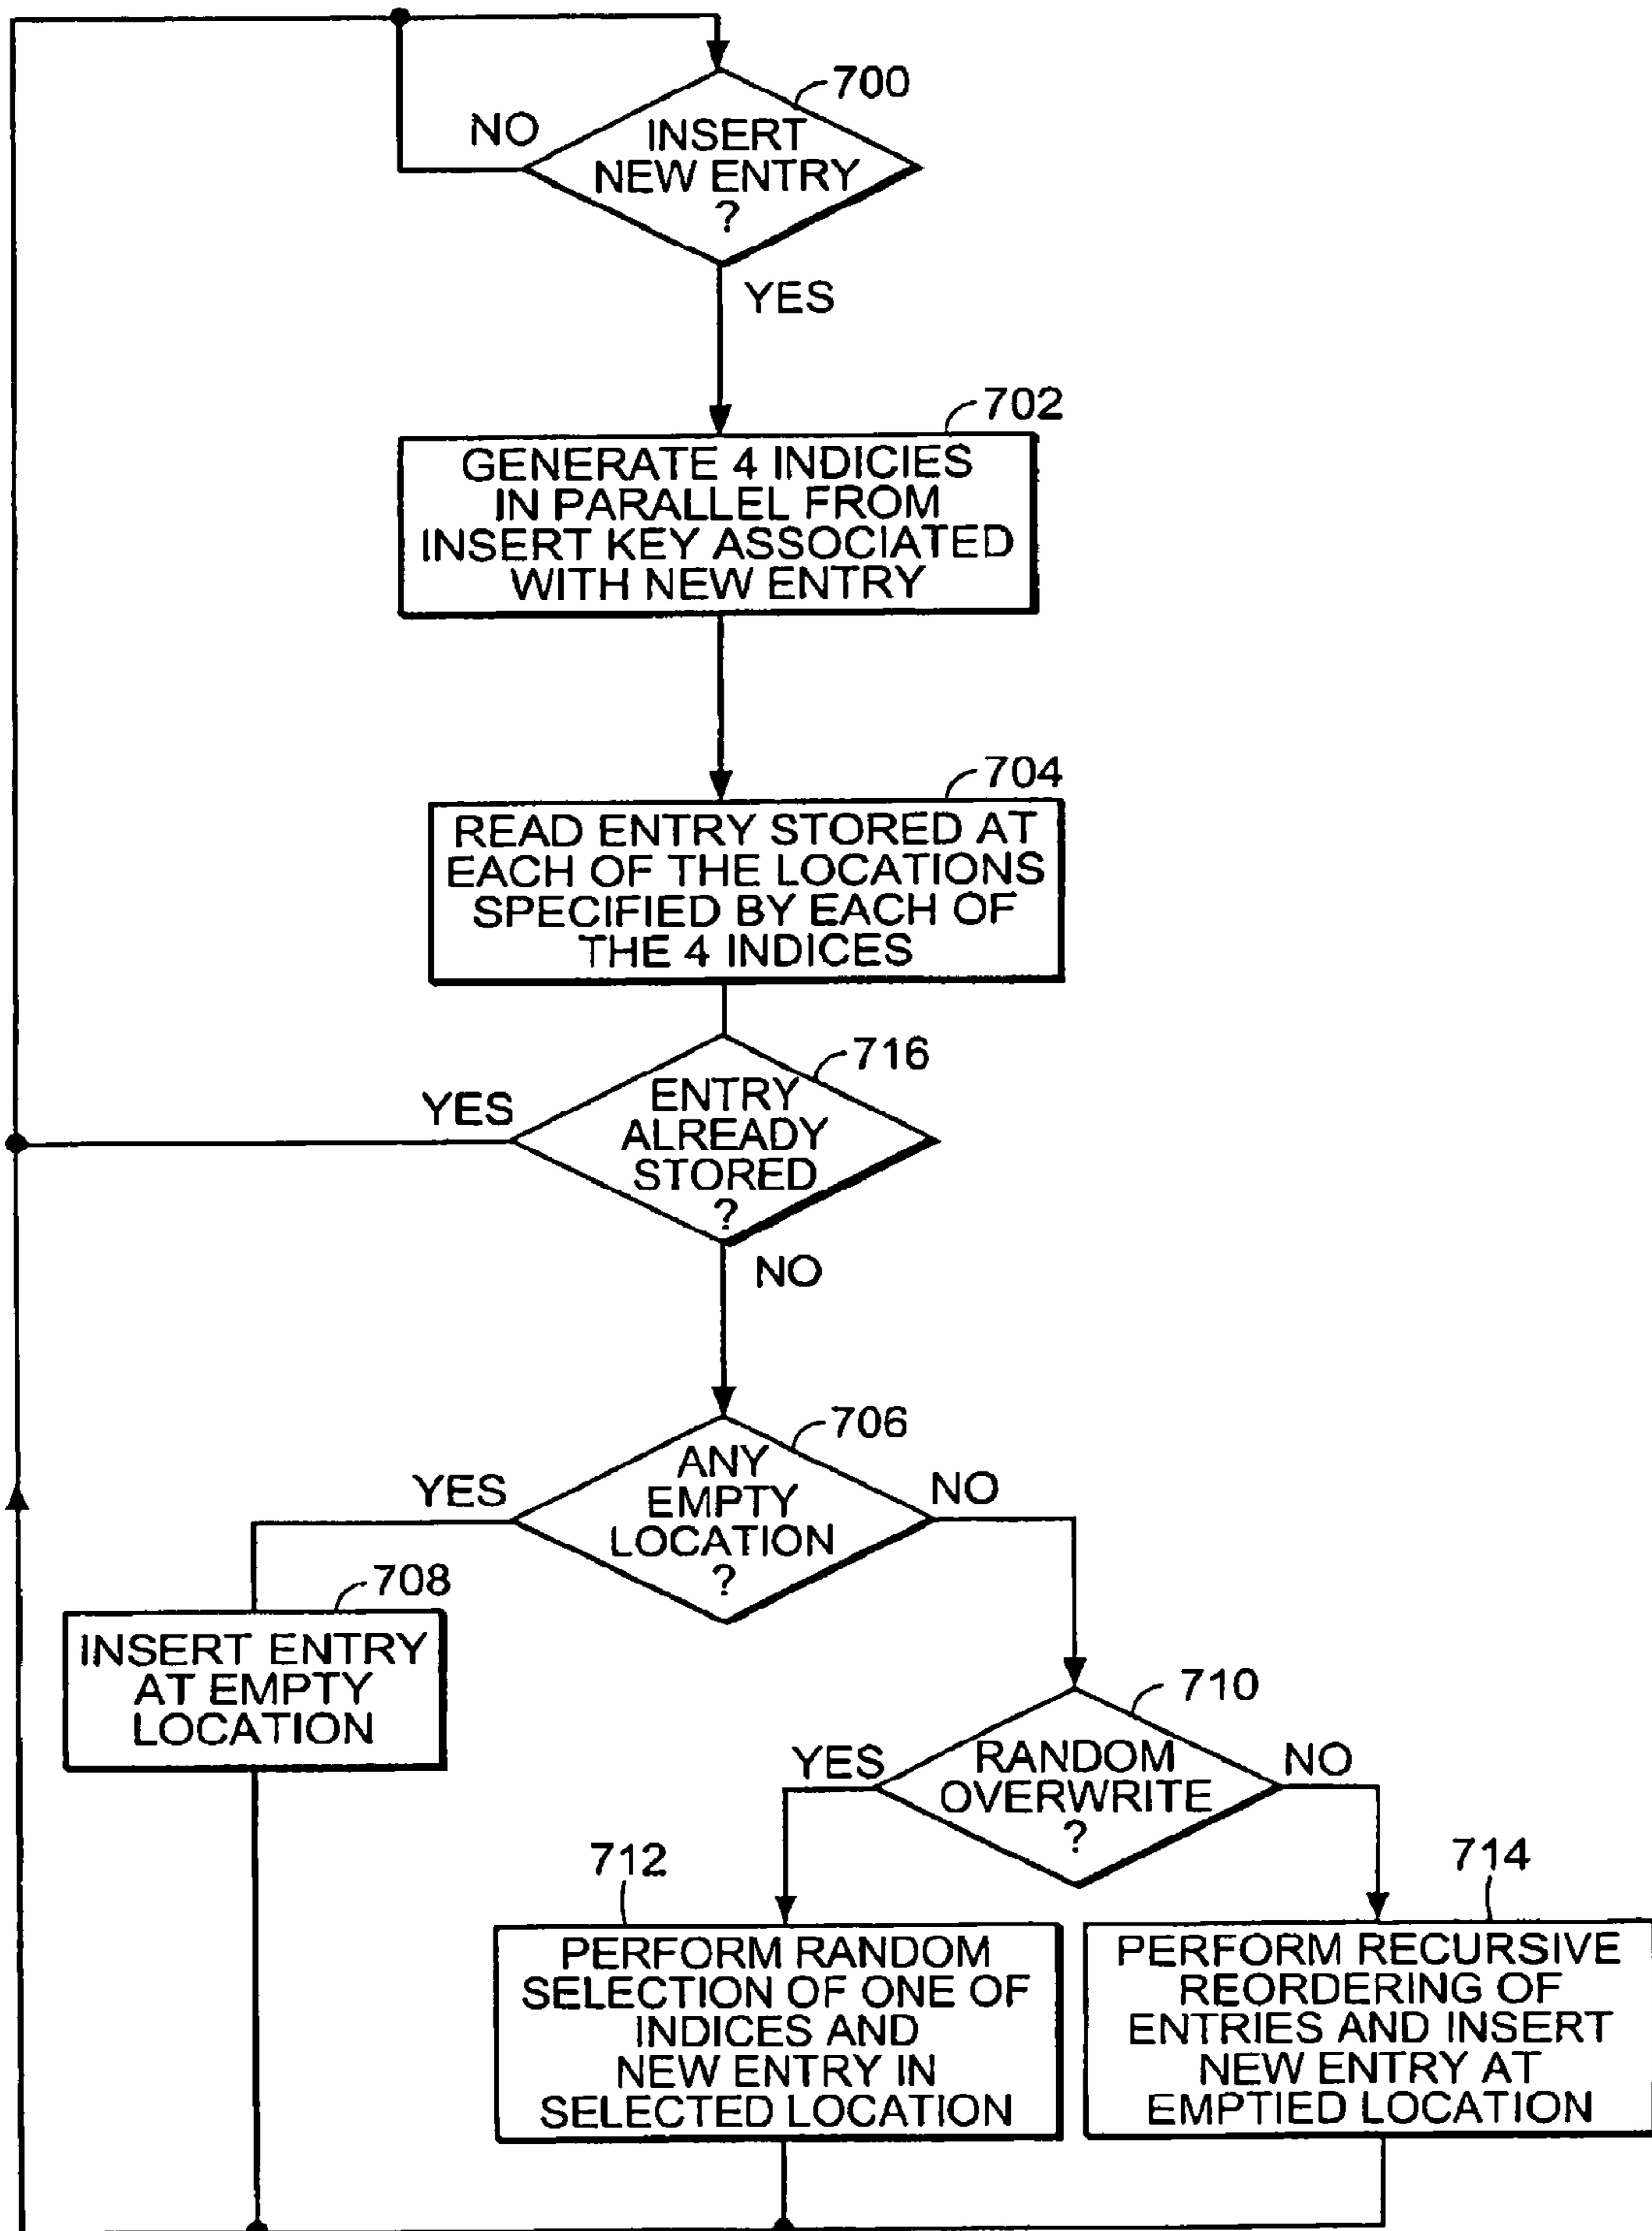 700
NO
INSERT
NEW ENTRY
?
YES
702
GENERATE 4 INDICIES
IN PARALLEL FROM
INSERT KEY ASSOCIATED
WITH NEW ENTRY
704
READ ENTRY STORED AT
EACH OF THE LOCATIONS
SPECIFIED BY EACH OF
THE 4 INDICES
716
YES
ENTRY
ALREADY
STORED
?
NO
706
YES
ANY
EMPTY
LOCATION
?
NO
708
INSERT ENTRY
AT EMPTY
LOCATION
710
YES
RANDOM
OVERWRITE
?
NO
712
PERFORM RANDOM
SELECTION OF ONE OF
INDICES AND
NEW ENTRY IN
SELECTED LOCATION
714
PERFORM RECURSIVE
REORDERING OF
ENTRIES AND INSERT
NEW ENTRY AT
EMPTIED LOCATION